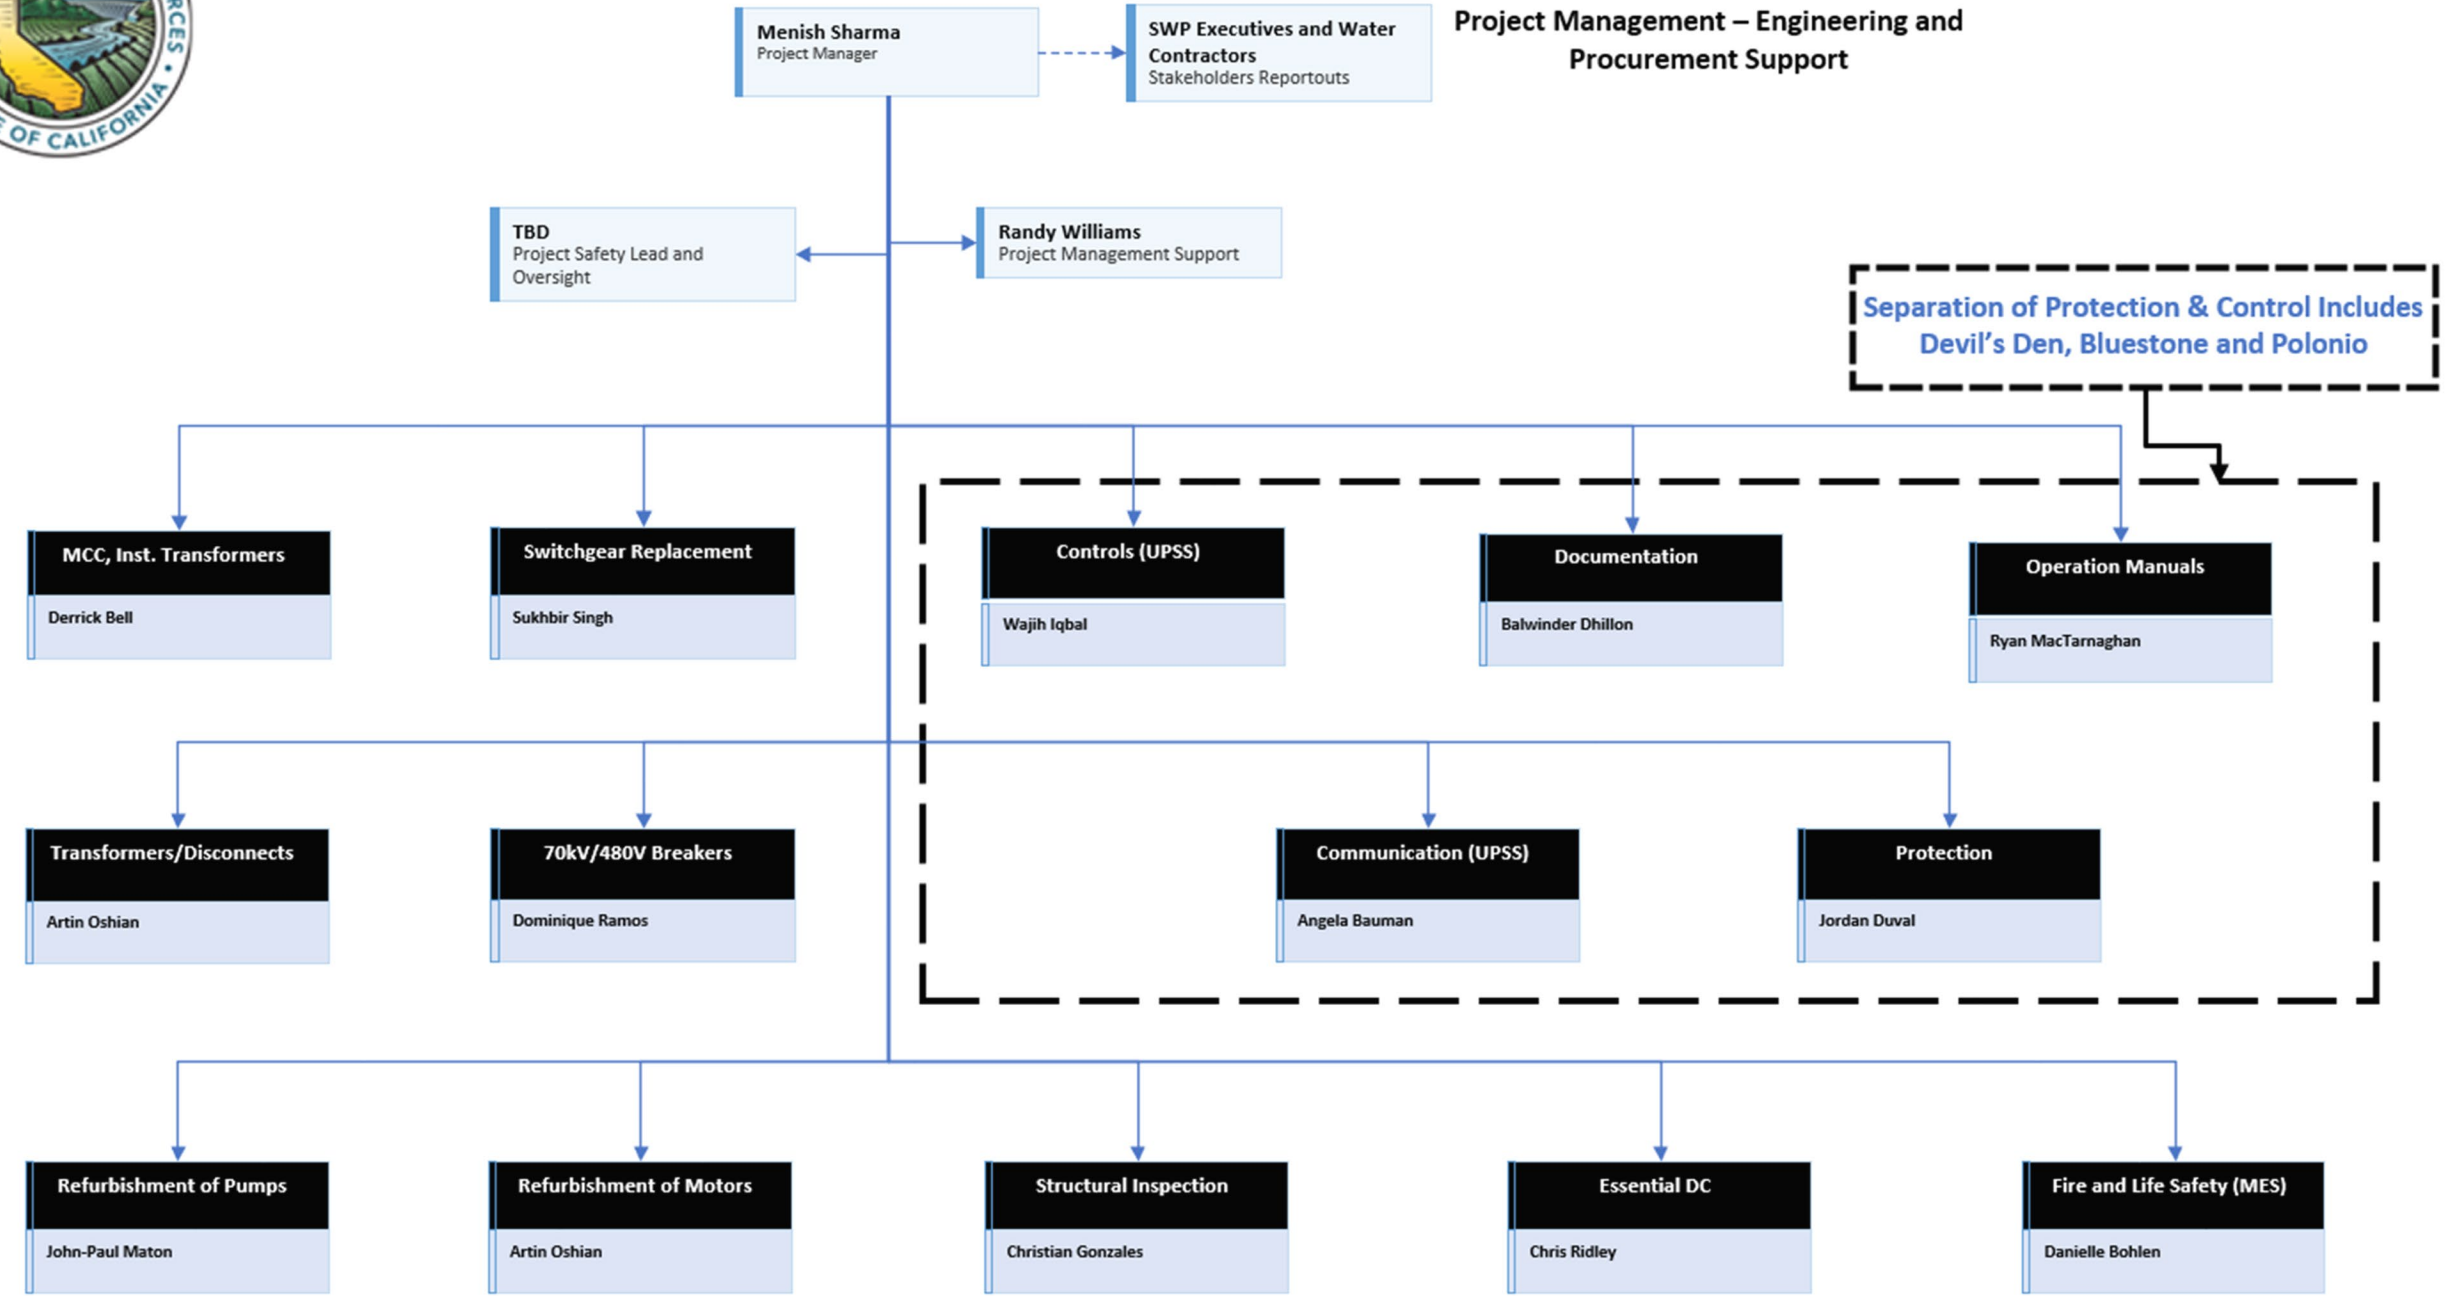 RCES •
E OF CALIFORNIA
Menish Sharma
Project Manager
SWP Executives and Water
Contractors
Stakeholders Reportouts
Project Management – Engineering and
Procurement Support
TBD
Project Safety Lead and
Oversight
Randy Williams
Project Management Support
Separation of Protection & Control Includes
Devil's Den, Bluestone and Polonio
MCC, Inst. Transformers
Derrick Bell
Switchgear Replacement
Sukhbir Singh
Controls (UPSS)
Wajih Iqbal
Documentation
Balwinder Dhillon
Operation Manuals
Ryan MacTarnaghan
Transformers/Disconnects
Artin Oshian
70kV/480V Breakers
Dominique Ramos
Communication (UPSS)
Angela Bauman
Protection
Jordan Duval
Refurbishment of Pumps
John-Paul Maton
Refurbishment of Motors
Artin Oshian
Structural Inspection
Christian Gonzales
Essential DC
Chris Ridley
Fire and Life Safety (MES)
Danielle Bohlen